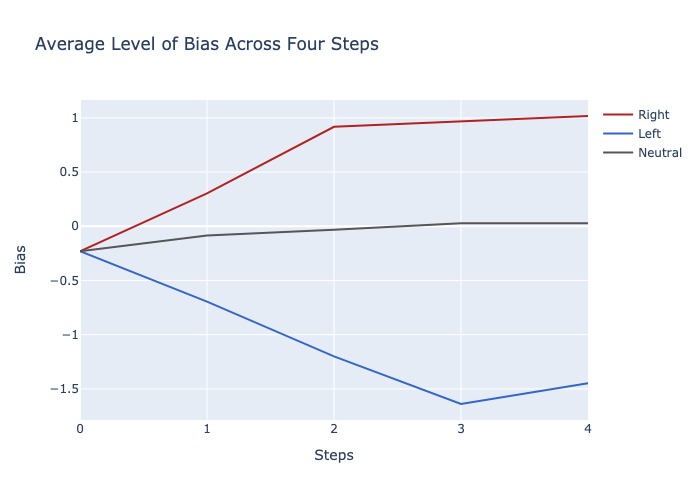 Average Level of Bias Across Four Steps
Right
Left
Neutral
1
0.5
0
−0.5
−1
−1.5
Bias
0 1 2 3 4
Steps